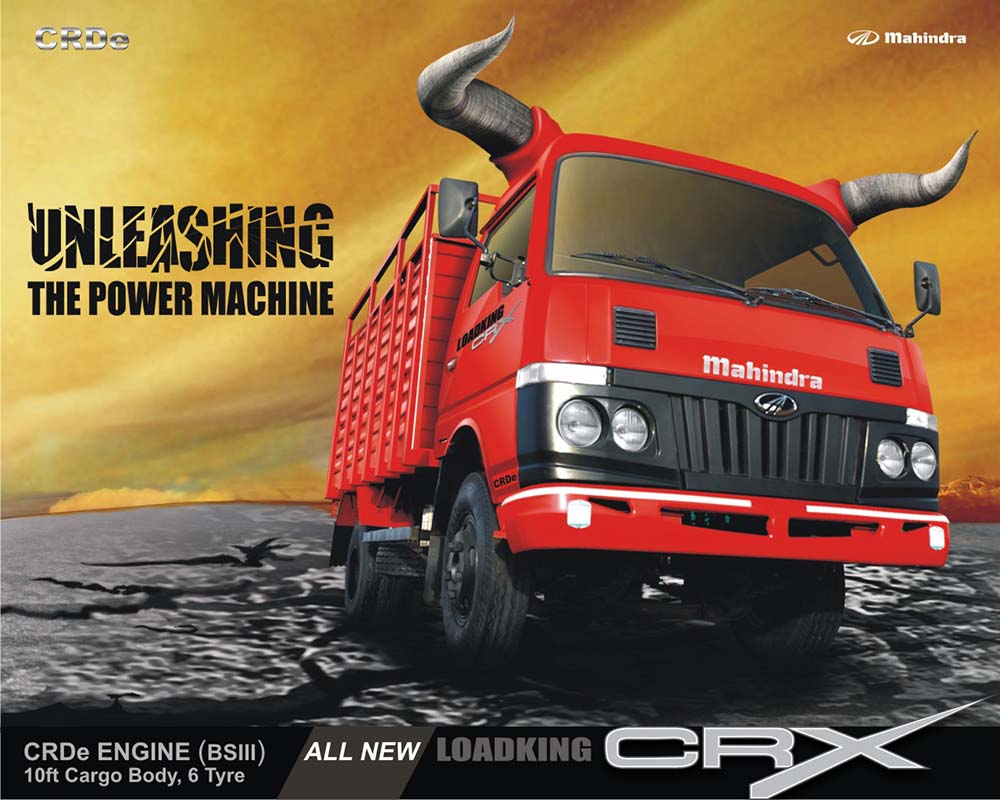 CRDe
Mahindra
UNLEASHING
THE POWER MACHINE
LOADKING
CRX
Mahindra
CRDe
CRDe ENGINE (BSIII)
10ft Cargo Body, 6 Tyre
ALL NEW LOADKING CRX